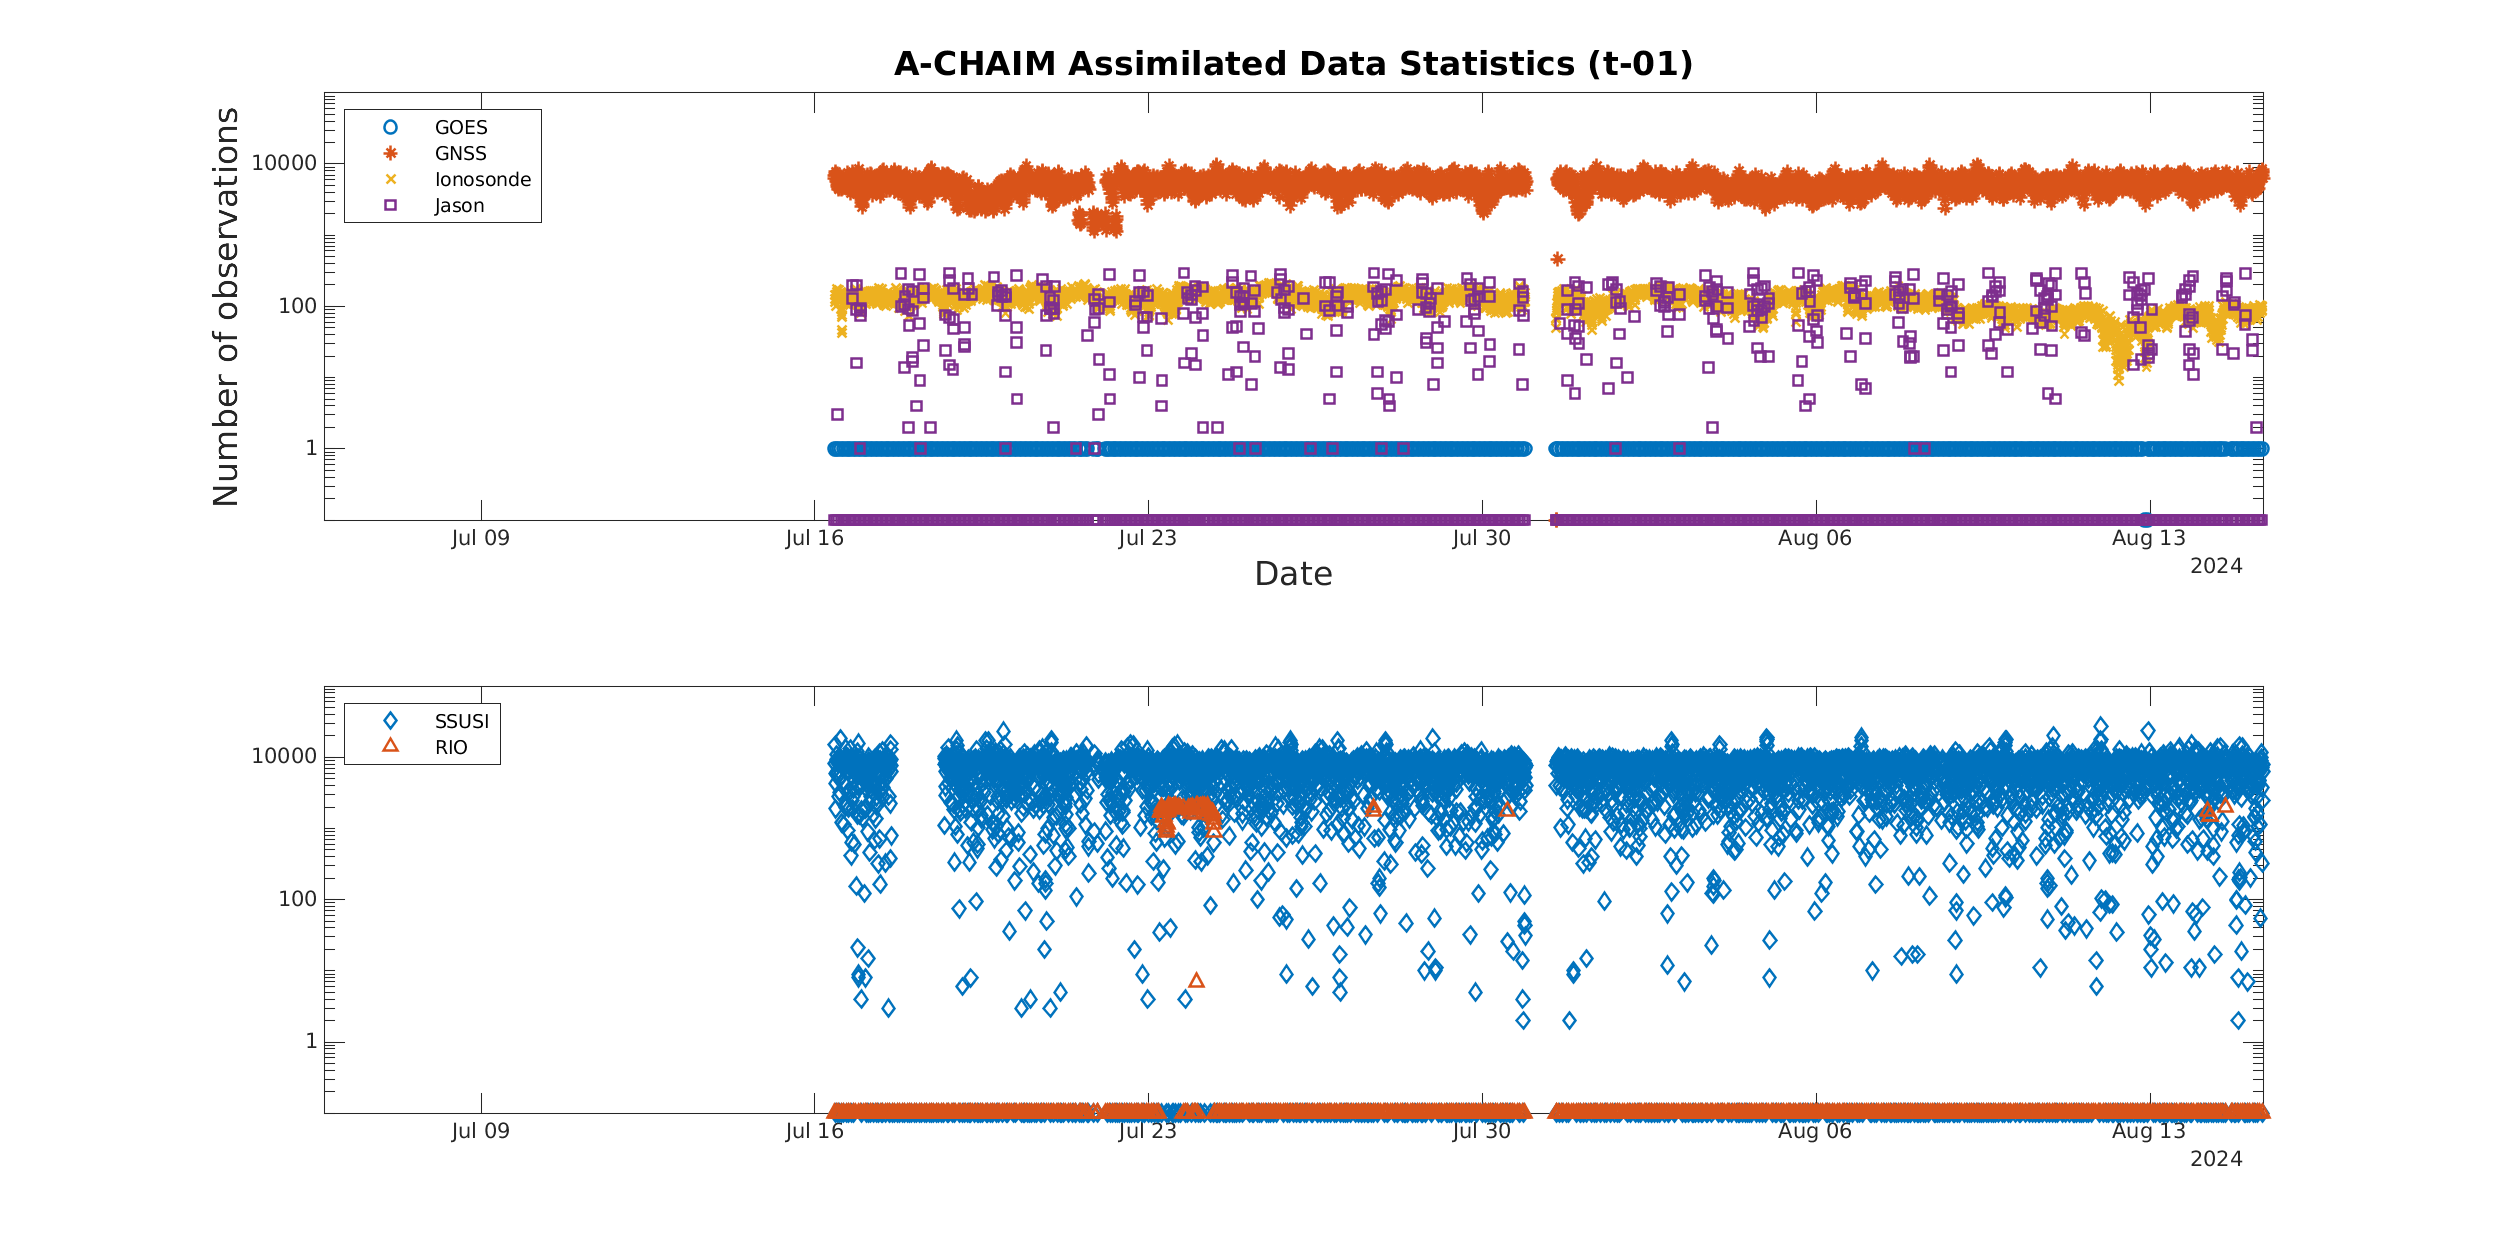 A-CHAIM Assimilated Data Statistics (t-01)
Number of observations
10000
100
1
GOES
GNSS
Ionosonde
Jason
Jul 09
Jul 16
Jul 23
Jul 30
Aug 06
Aug 13
2024
Date
10000
100
1
SSUSI
RIO
Jul 09
Jul 16
Jul 23
Jul 30
Aug 06
Aug 13
2024